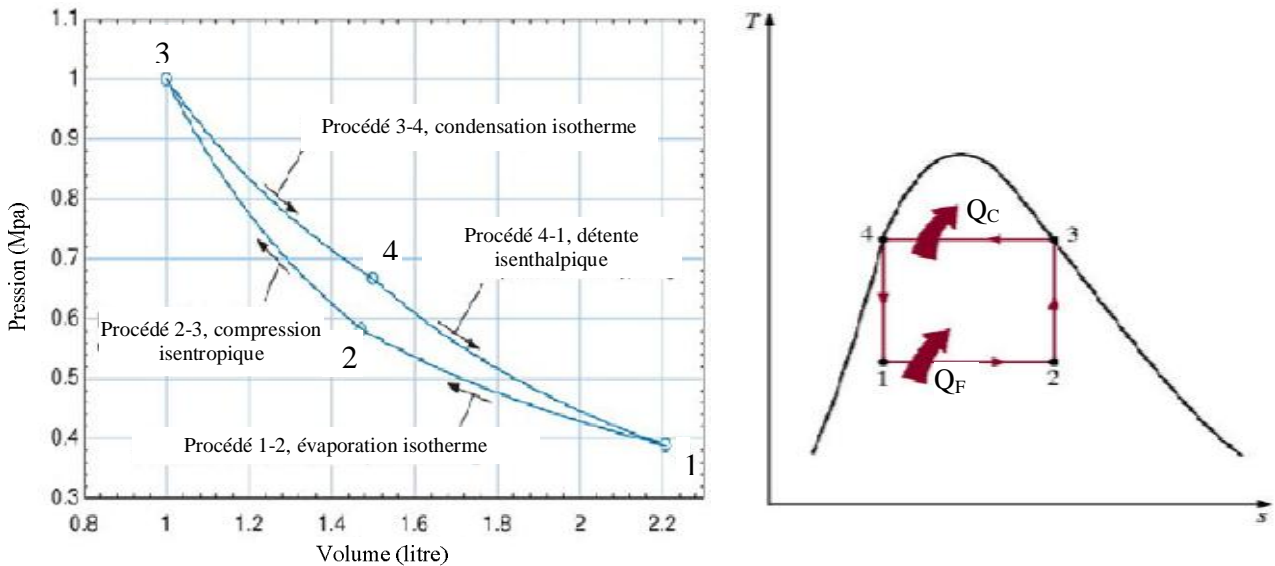 1.1
3
1
0.9
0.8
0.7
0.6
0.5
0.4
0.3
Pression (Mpa)
Procédé 3-4, condensation isotherme
4
Procédé 4-1, détente
isenthalpique
Procédé 2-3, compression
isentropique
2
Procédé 1-2, évaporation isotherme
1
0.8
1
1.2
1.4
1.6
1.8
2
2.2
Volume (litre)
T
Q_C
4
3
1
Q_F
2
s